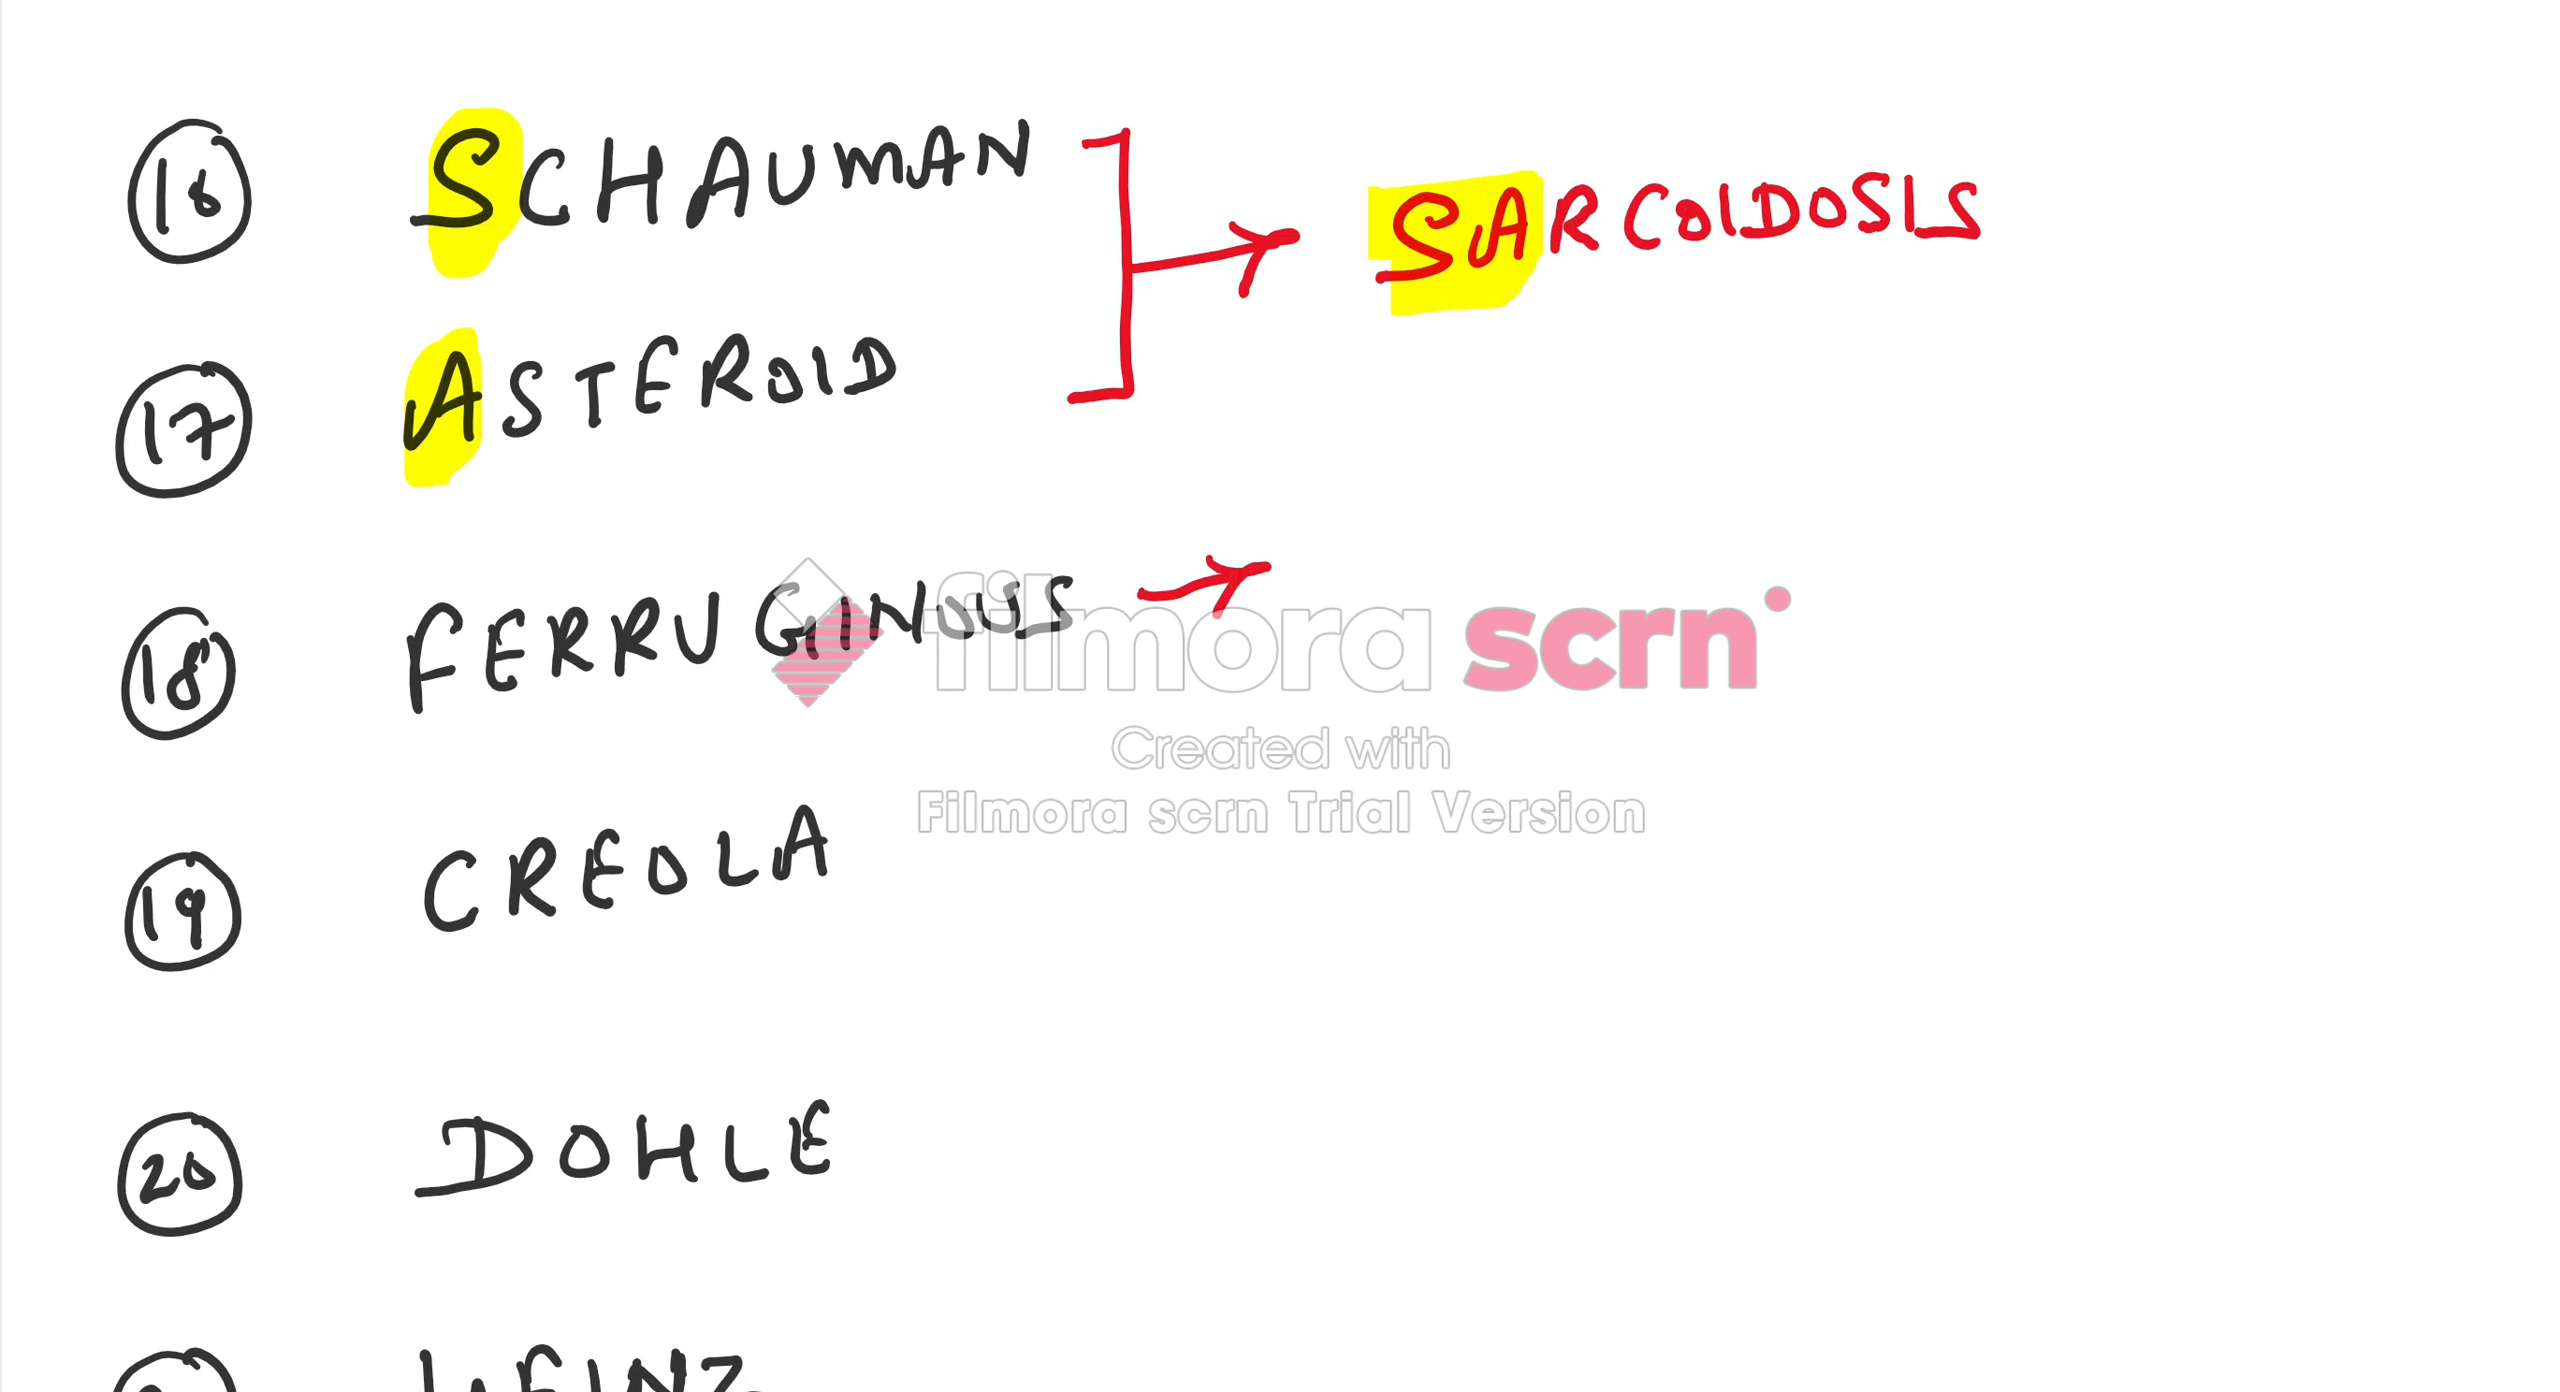 16 SCHAUMAN SARCOIDOSIS
17 ASTEROID
18 FERRUGINOUS
filmora scrn
Created with
Filmora scrn Trial Version
19 CREOLA
20 DOHLE
HEINZ